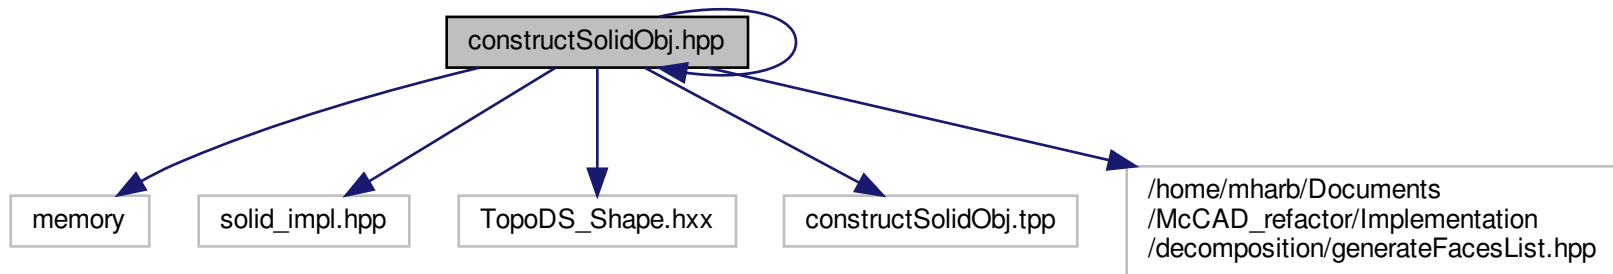 constructSolidObj.hpp
memory
solid_impl.hpp
TopoDS_Shape.hxx
constructSolidObj.tpp
/home/mharb/Documents
/McCAD_refactor/Implementation
/decomposition/generateFacesList.hpp